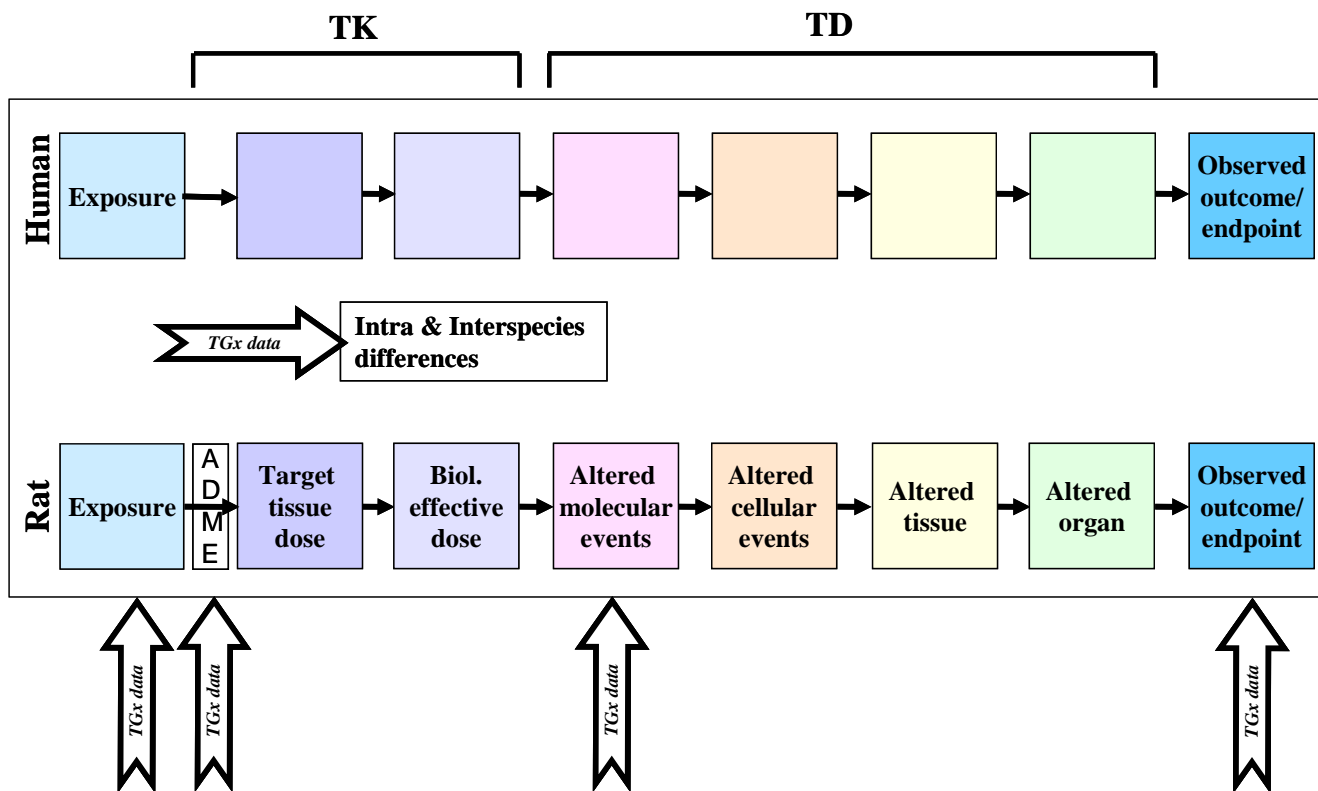 TK
TD
Human
Exposure
Observed
outcome/
endpoint
TGx data
Intra & Interspecies
differences
Rat
Exposure
A
D
M
E
Target
tissue
dose
Biol.
effective
dose
Altered
molecular
events
Altered
cellular
events
Altered
tissue
Altered
organ
Observed
outcome/
endpoint
TGx data
TGx data
TGx data
TGx data